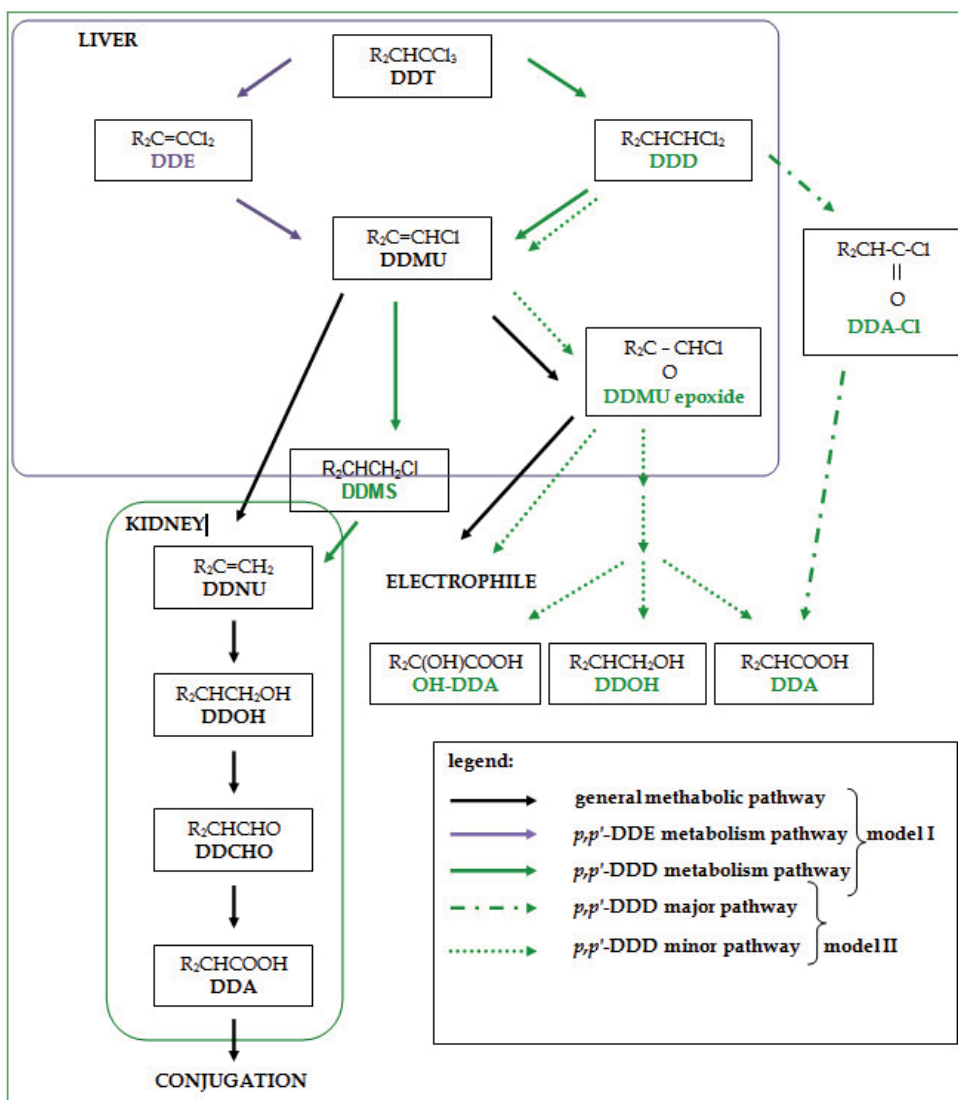 LIVER
R₂CHCCl₃
DDT
R₂C=CCl₂
DDE
R₂CHCHCl₂
DDD
R₂C=CHCl
DDMU
R₂CH-C-Cl
||
O
DDA-Cl
R₂C – CHCl
O
DDMU epoxide
R₂CHCH₂Cl
DDMS
KIDNEY
R₂C=CH₂
DDNU
ELECTROPHILE
R₂C(OH)COOH
OH-DDA
R₂CHCH₂OH
DDOH
R₂CHCOOH
DDA
R₂CHCH₂OH
DDOH
R₂CHCHO
DDCHO
R₂CHCOOH
DDA
CONJUGATION
legend:
general methabolic pathway
p,p'-DDE metabolism pathway
model I
p,p'-DDD metabolism pathway
p,p'-DDD major pathway
p,p'-DDD minor pathway
model II